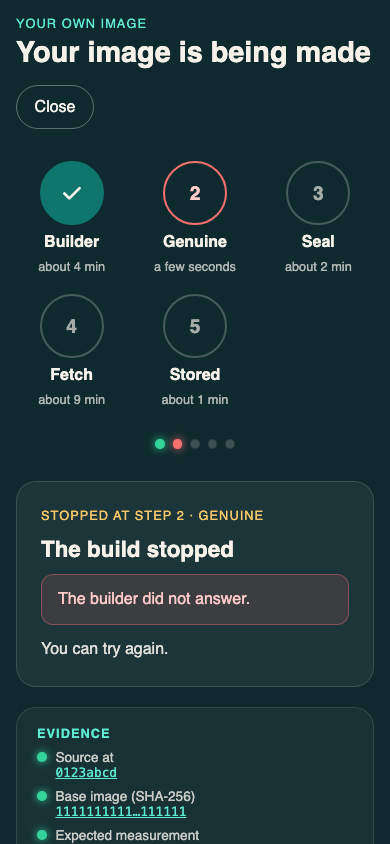 YOUR OWN IMAGE
Your image is being made
Close
2
3
Builder
Genuine
Seal
about 4 min
a few seconds
about 2 min
4
5
Fetch
Stored
about 9 min
about 1 min
STOPPED AT STEP 2 · GENUINE
The build stopped
The builder did not answer.
You can try again.
EVIDENCE
Source at
0123abcd
Base image (SHA-256)
1111111111…111111
Expected measurement